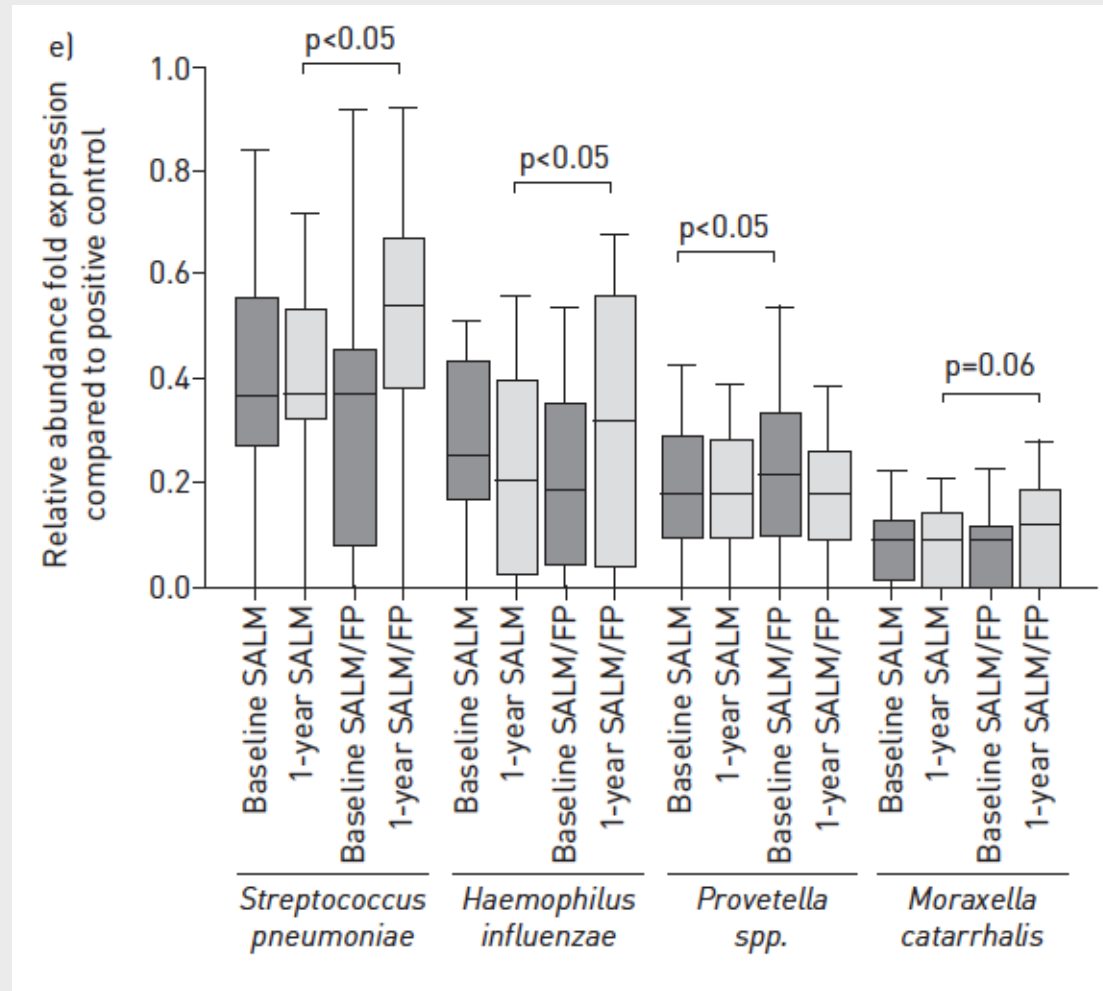 e)
Relative abundance fold expression
compared to positive control
1.0
0.8
0.6
0.4
0.2
0.0
p<0.05
p<0.05
p<0.05
p=0.06
Baseline SALM
1-year SALM
Baseline SALM/FP
1-year SALM/FP
Baseline SALM
1-year SALM
Baseline SALM/FP
1-year SALM/FP
Baseline SALM
1-year SALM
Baseline SALM/FP
1-year SALM/FP
Baseline SALM
1-year SALM
Baseline SALM/FP
1-year SALM/FP
Streptococcus
pneumoniae
Haemophilus
influenzae
Provetella
spp.
Moraxella
catarrhalis